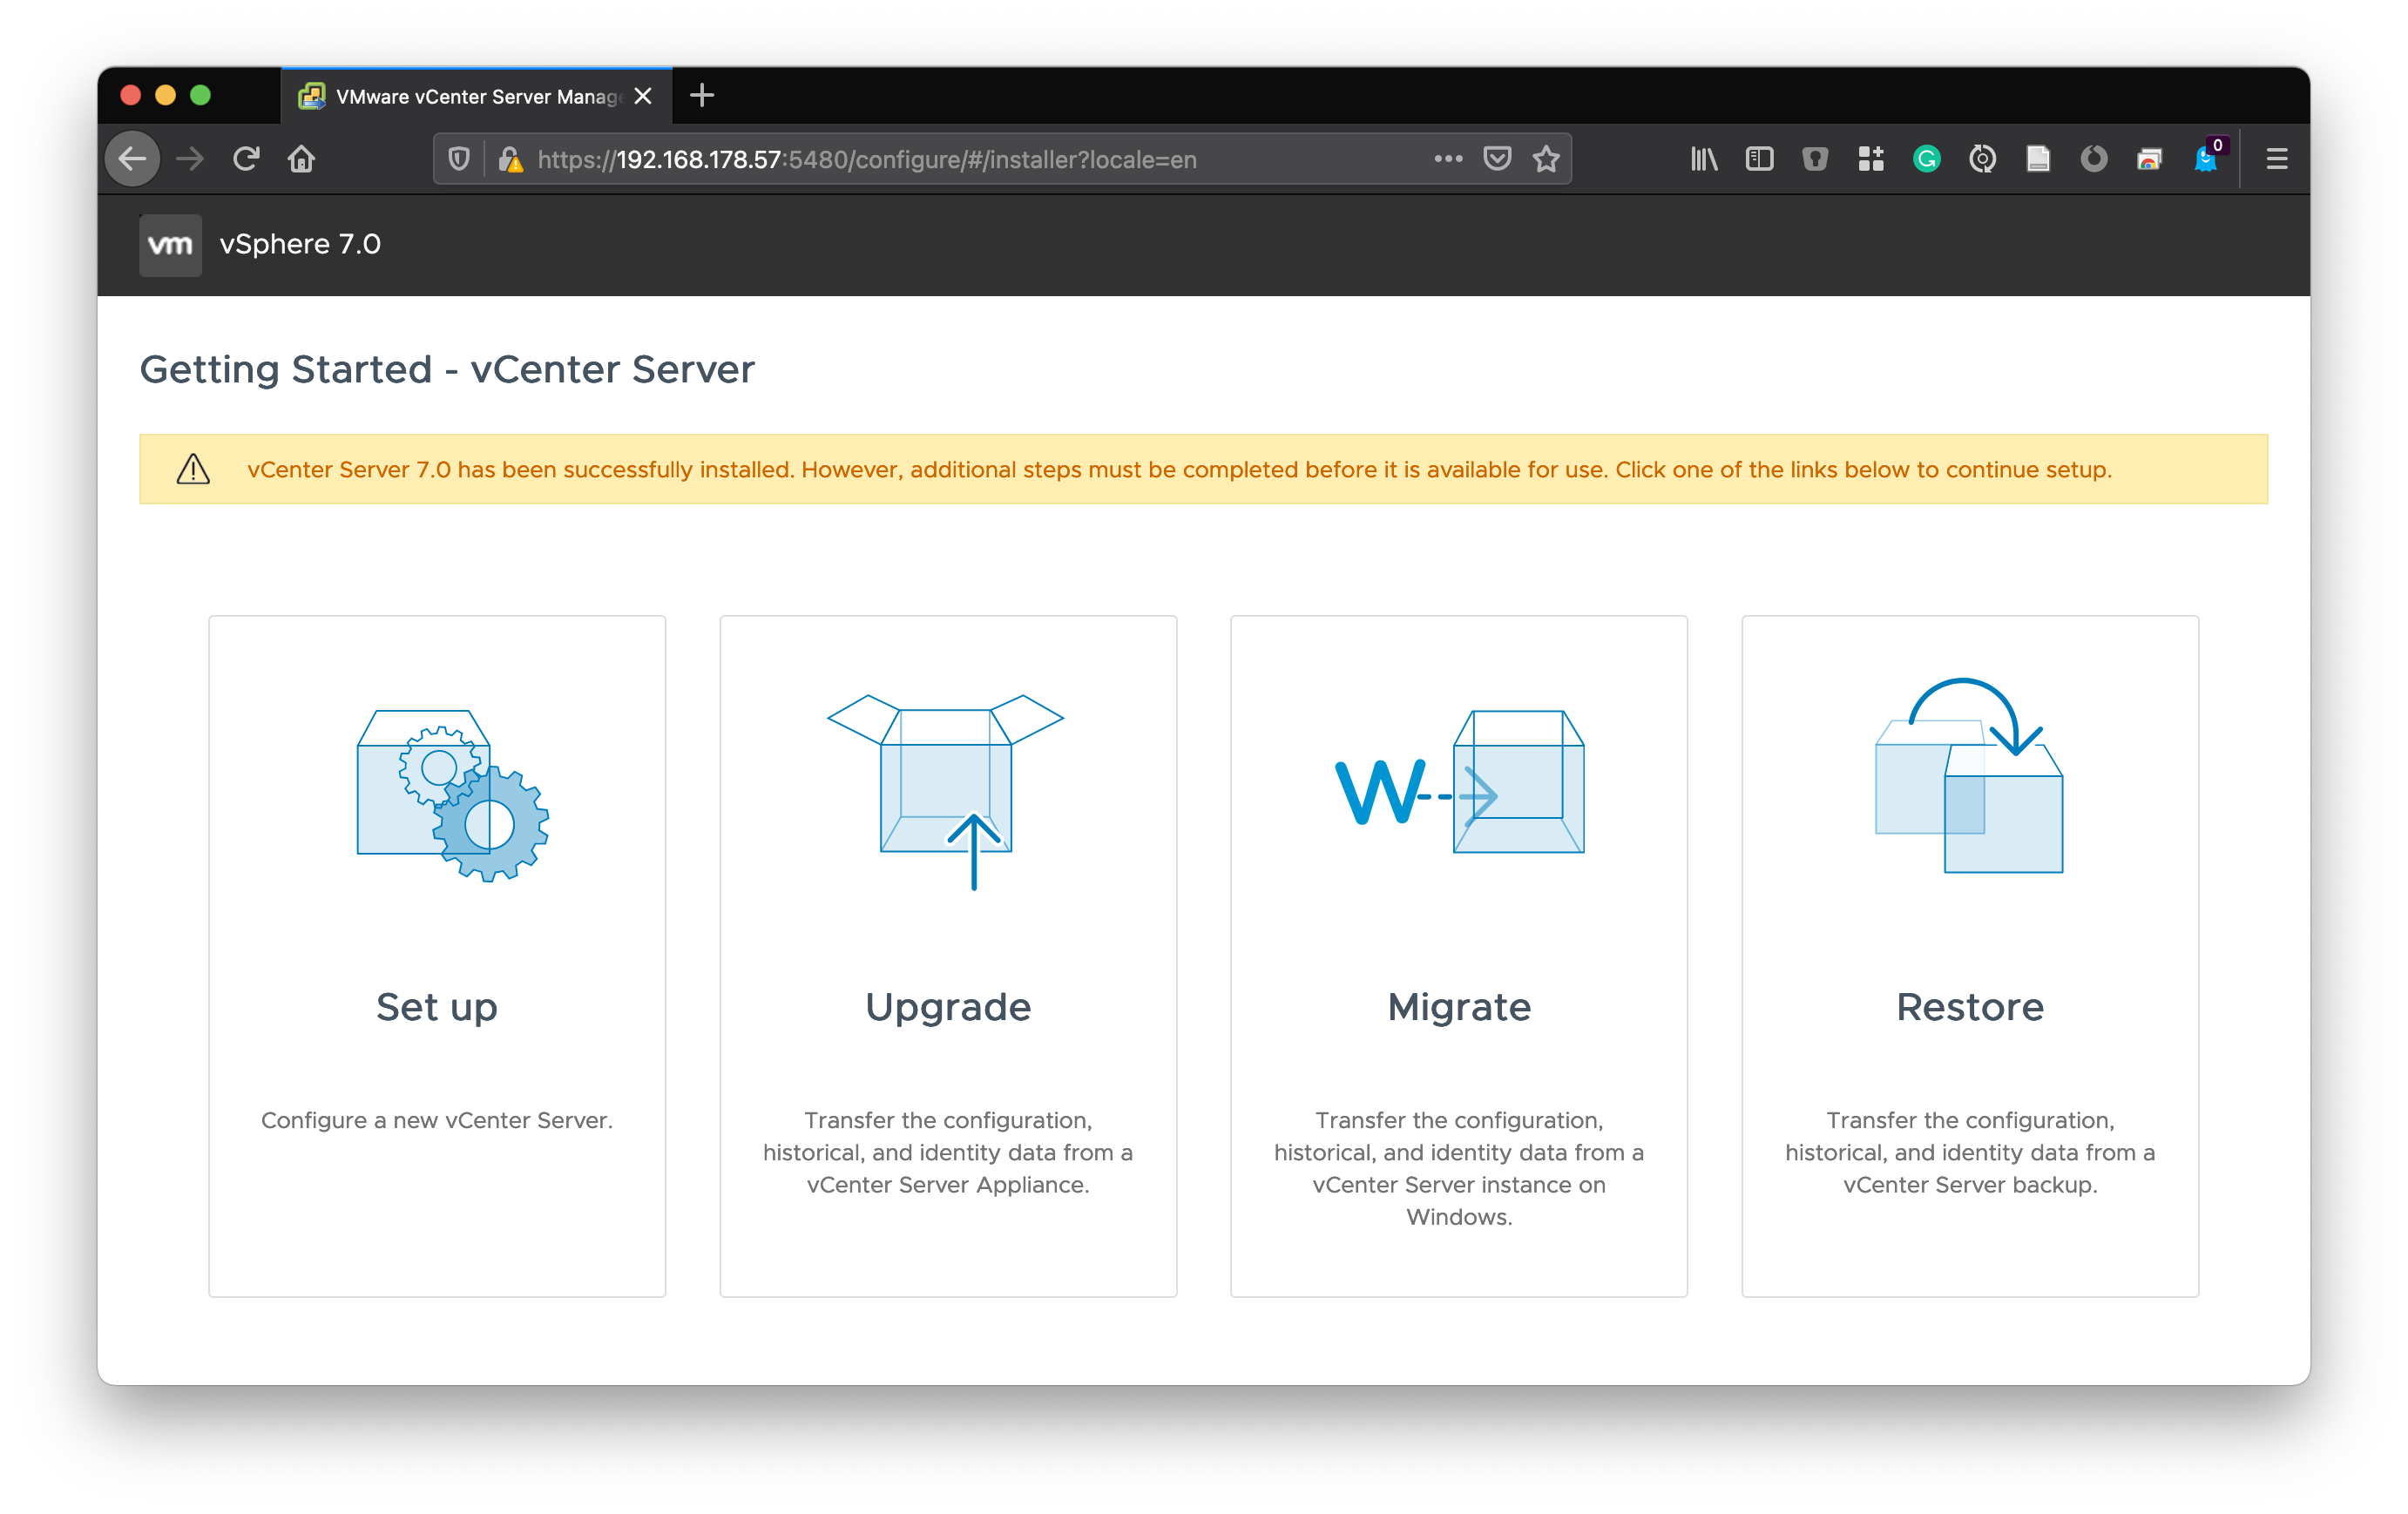 VMware vCenter Server Manage
https://192.168.178.57:5480/configure/#/installer?locale=en
0
vm vSphere 7.0
Getting Started - vCenter Server
vCenter Server 7.0 has been successfully installed. However, additional steps must be completed before it is available for use. Click one of the links below to continue setup.
W
Set up
Configure a new vCenter Server.
Upgrade
Transfer the configuration,
historical, and identity data from a
vCenter Server Appliance.
Migrate
Transfer the configuration,
historical, and identity data from a
vCenter Server instance on
Windows.
Restore
Transfer the configuration,
historical, and identity data from a
vCenter Server backup.